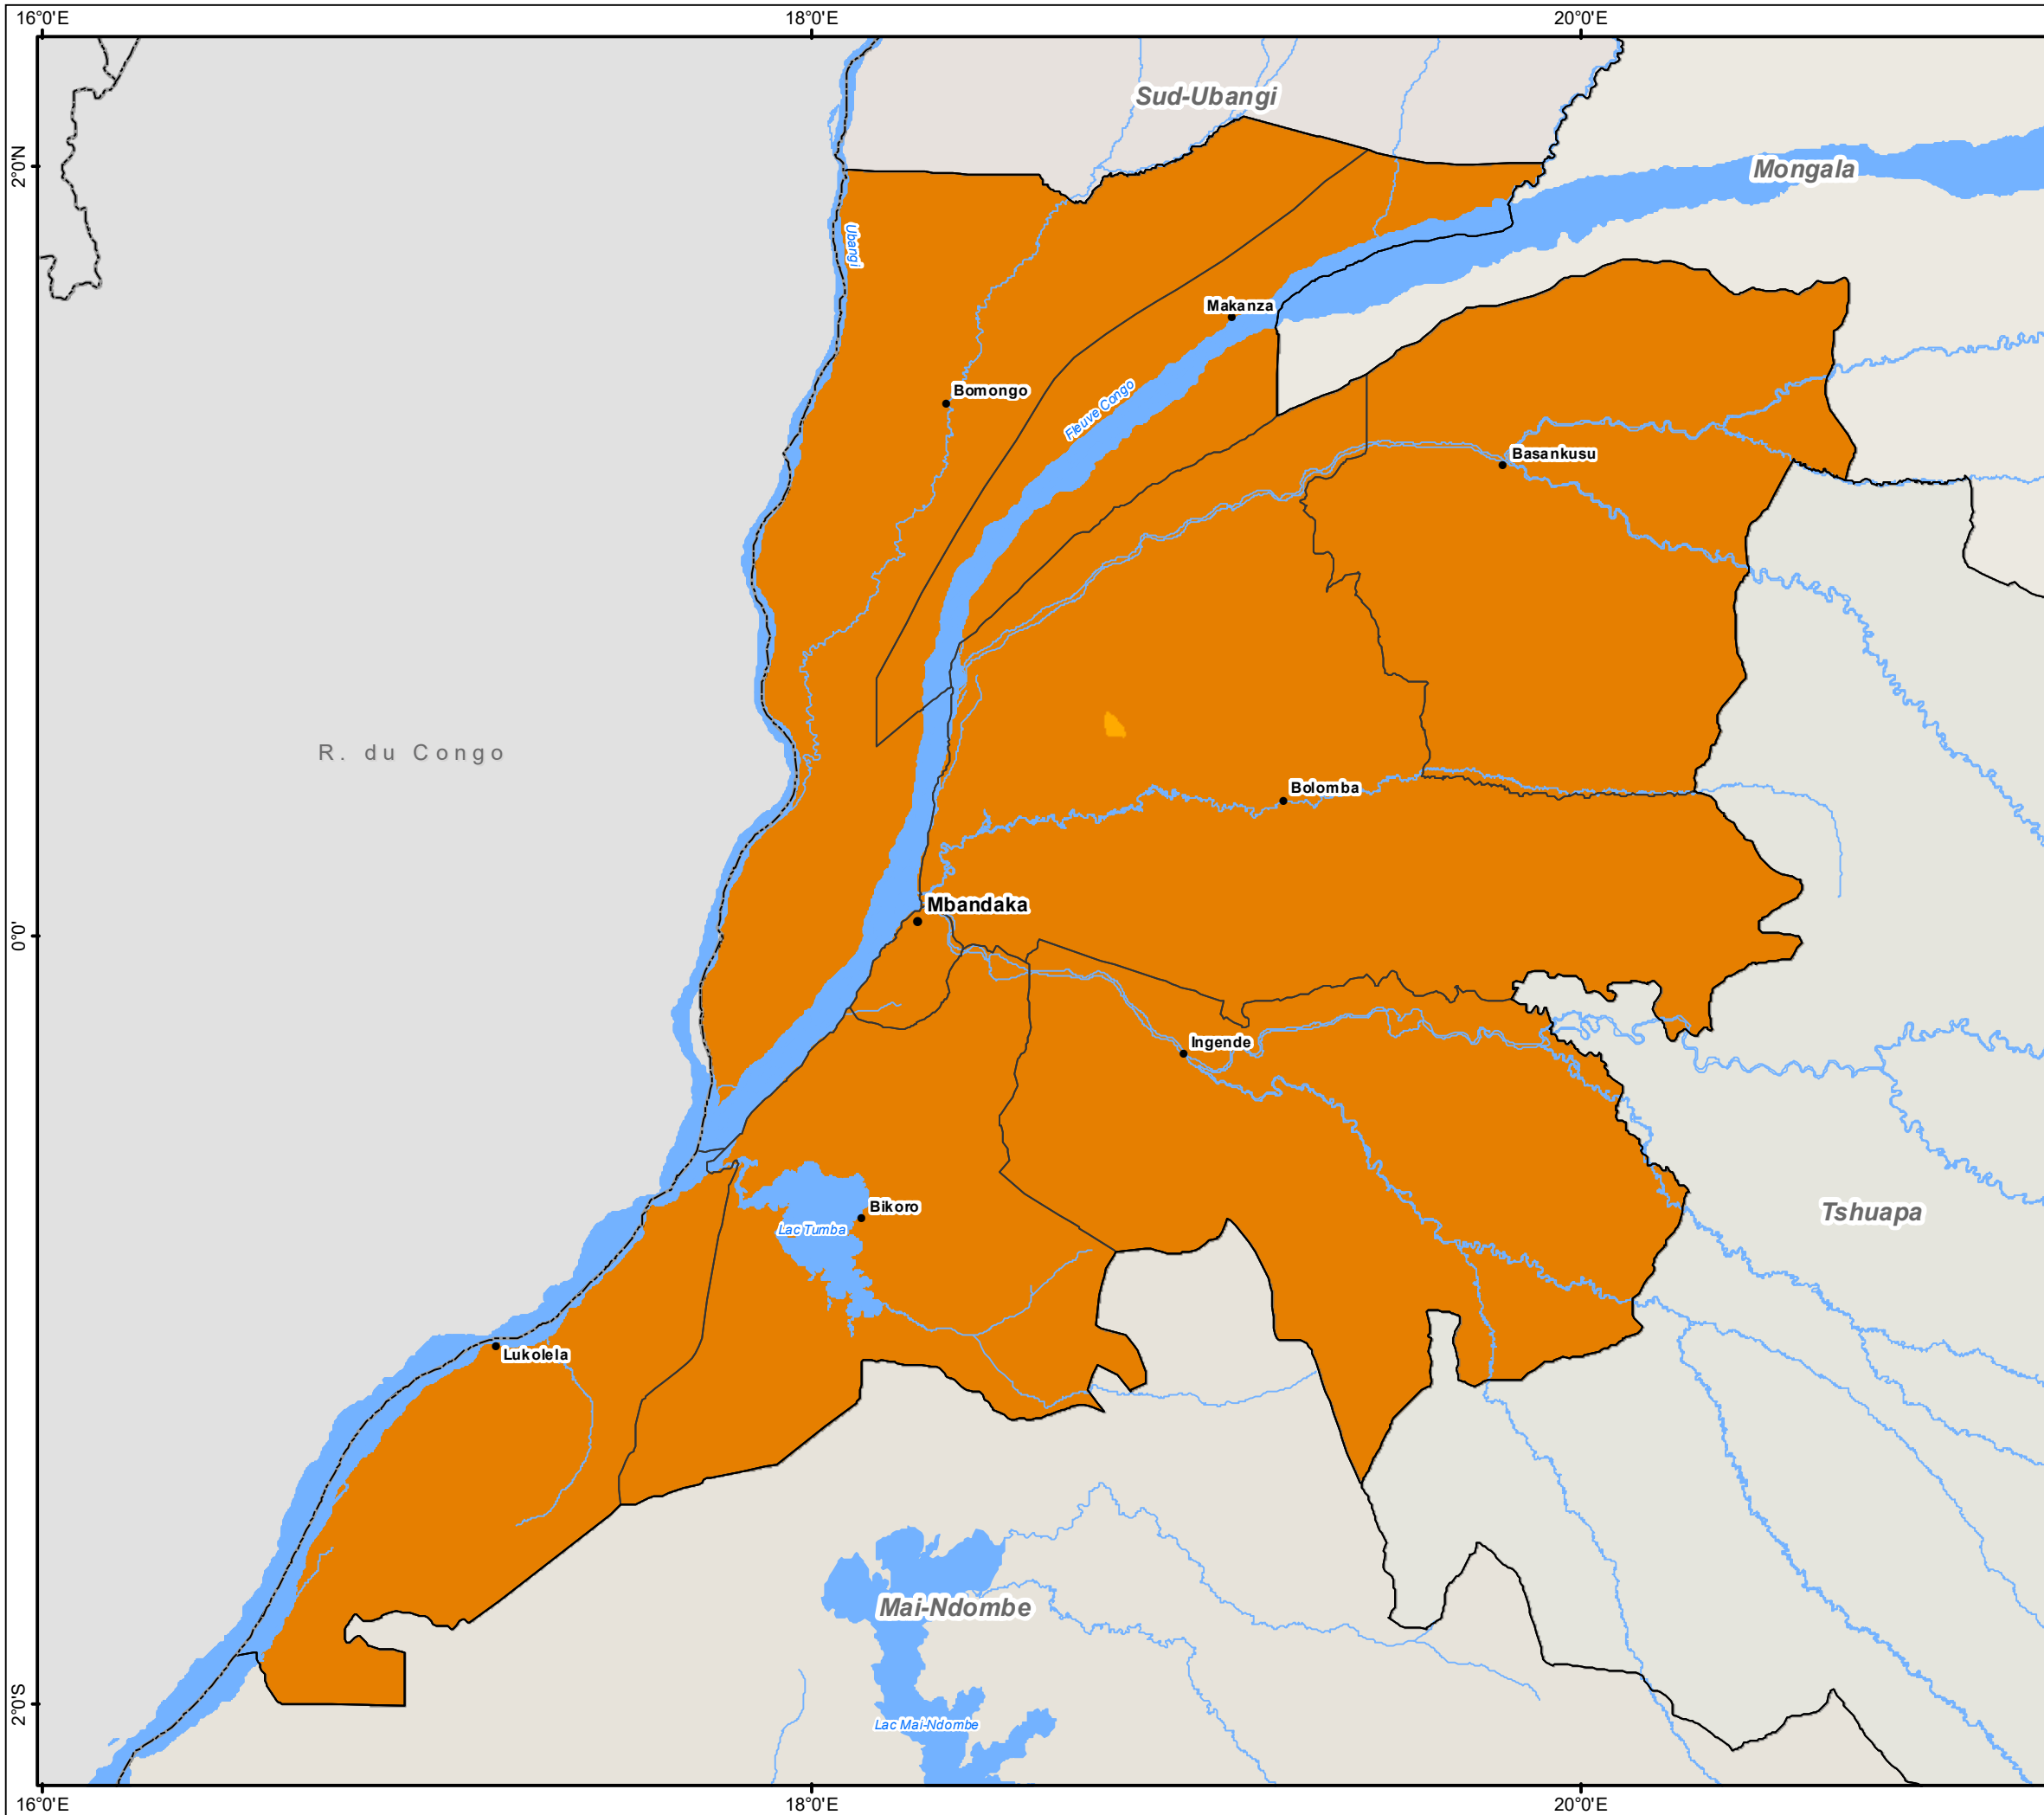 16°0'E
18°0'E
20°0'E
Sud-Ubangi
2°0'N
Mongala
Ubangi
Makanza
Bomongo
Fleuve Congo
Basankusu
R. du Congo
Bolomba
Mbandaka
0°0'
Ingende
Bikoro
Tshuapa
Lac Tumba
Lukolela
Mai-Ndombe
2°0'S
Lac Mai-Ndombe
16°0'E
18°0'E
20°0'E